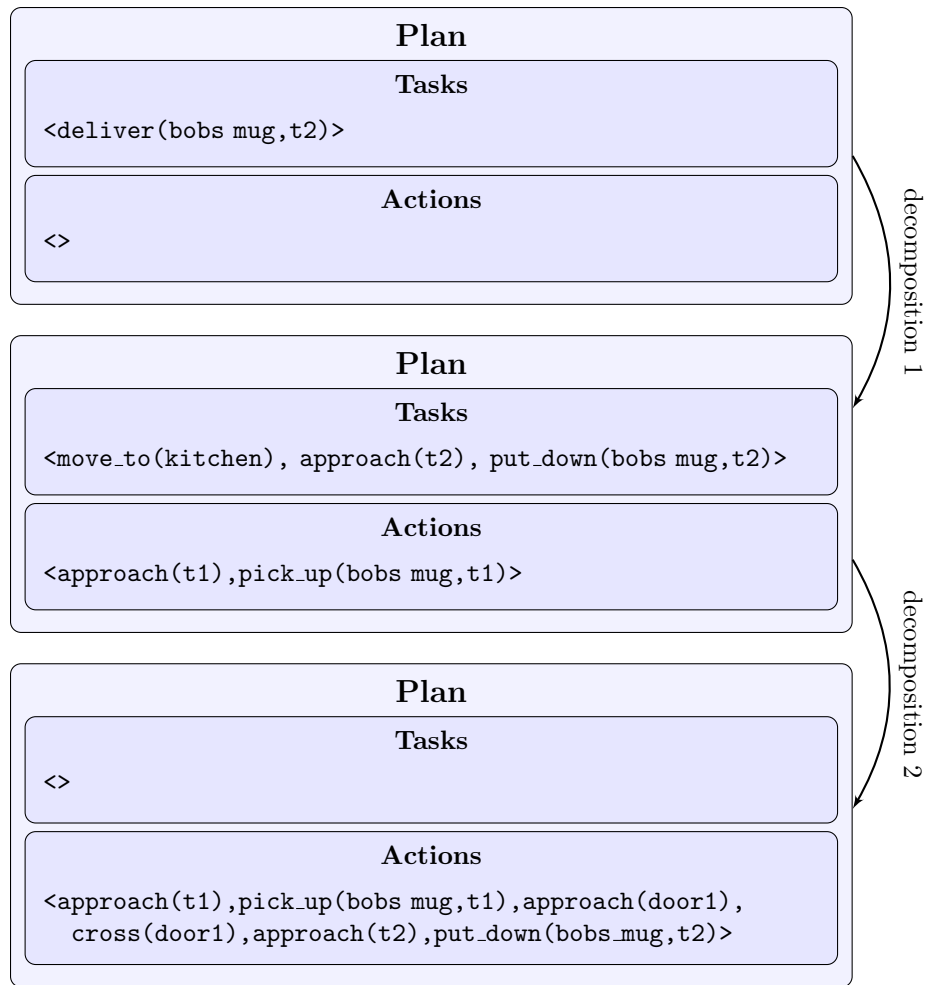 Plan
Tasks
<deliver(bobs mug,t2)>
Actions
<>
decomposition 1
Plan
Tasks
<move_to(kitchen), approach(t2), put_down(bobs mug,t2)>
Actions
<approach(t1),pick_up(bobs mug,t1)>
decomposition 2
Plan
Tasks
<>
Actions
<approach(t1),pick_up(bobs mug,t1),approach(door1),
cross(door1),approach(t2),put_down(bobs_mug,t2)>